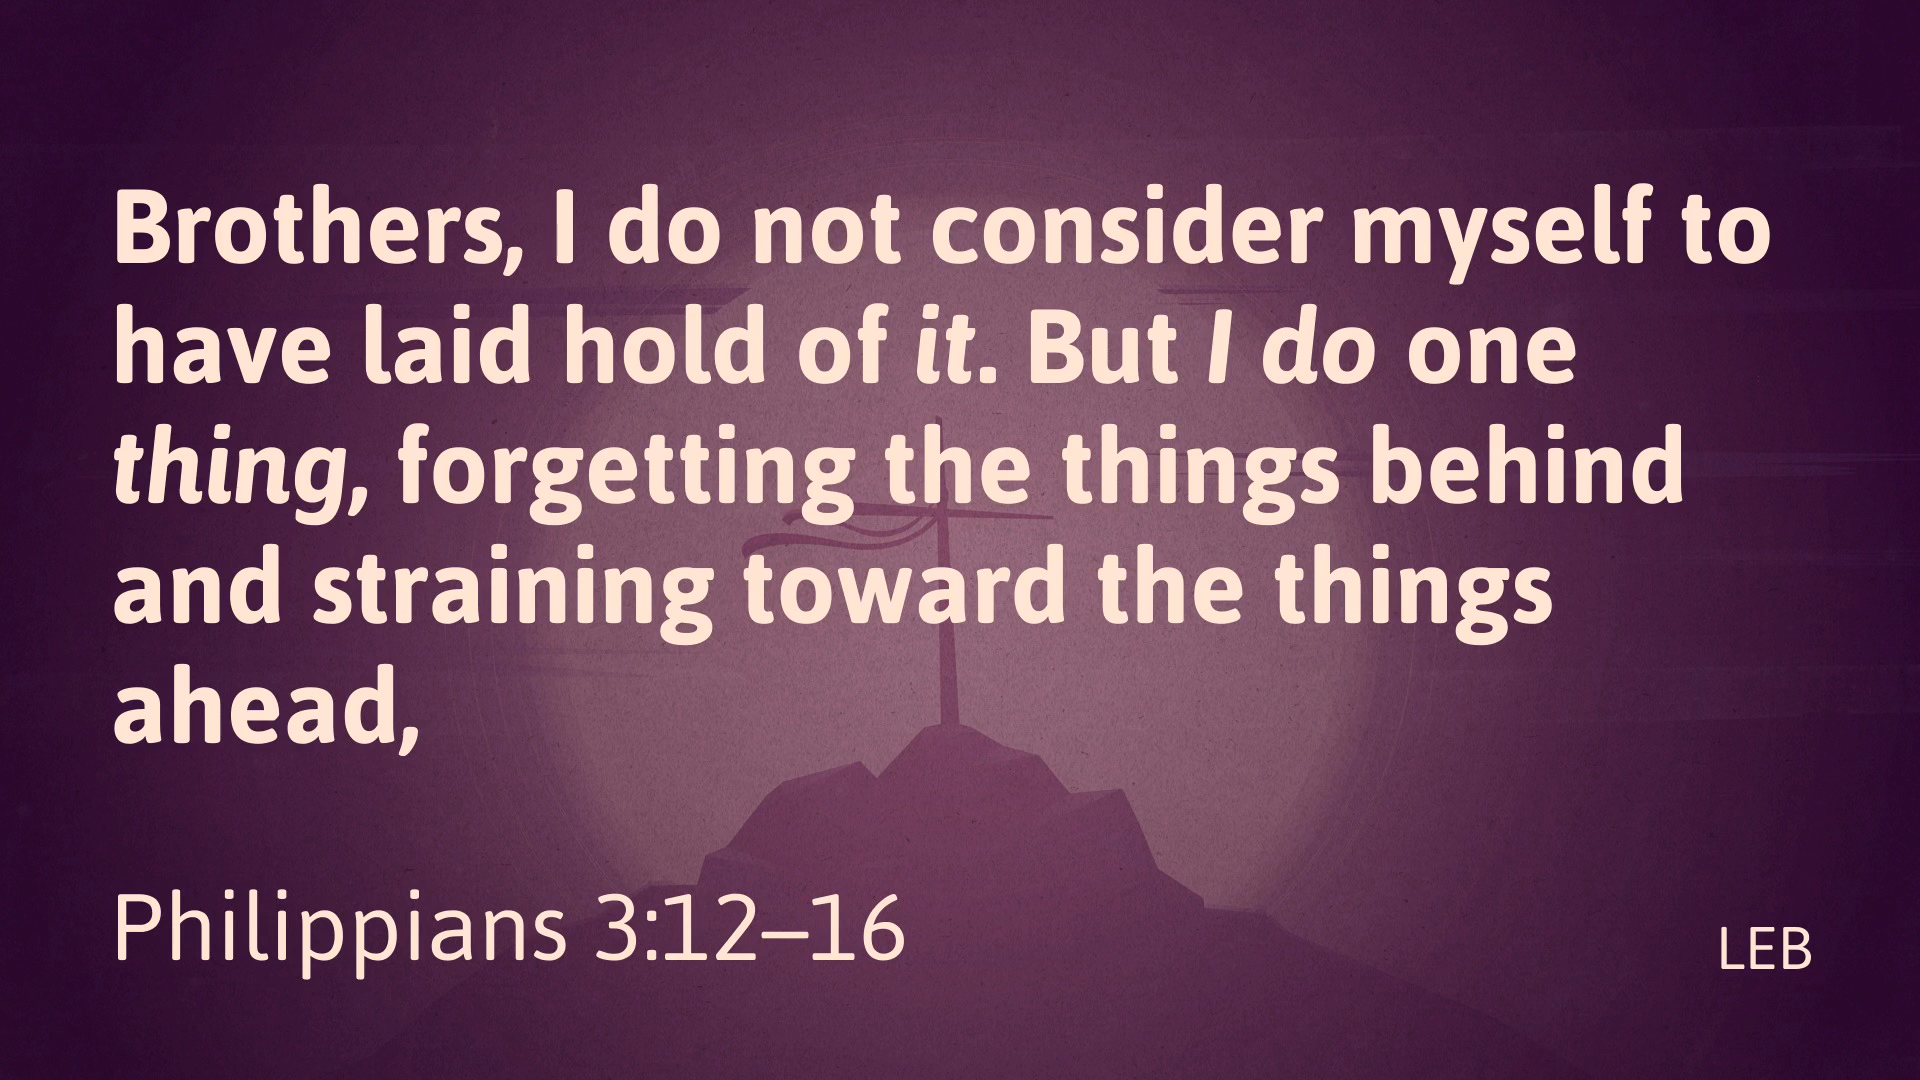 Brothers, I do not consider myself to
have laid hold of it. But I do one
thing, forgetting the things behind
and straining toward the things
ahead,
Philippians 3:12–16
LEB